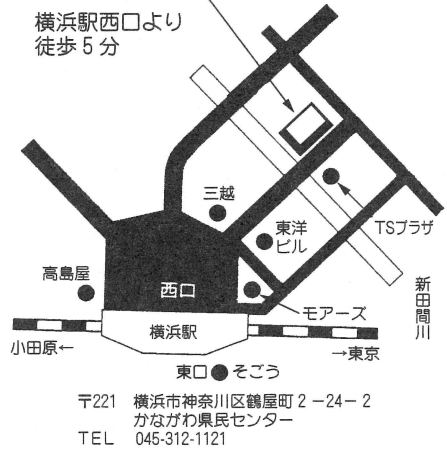 横浜駅西口より
徒歩5分
三越
東洋
ビル
TSプラザ
高島屋
西口
モアーズ
新田間川
横浜駅
小田原←
→東京
東口●そごう
〒221 横浜市神奈川区鶴屋町2-24-2
かながわ県民センター
TEL 045-312-1121